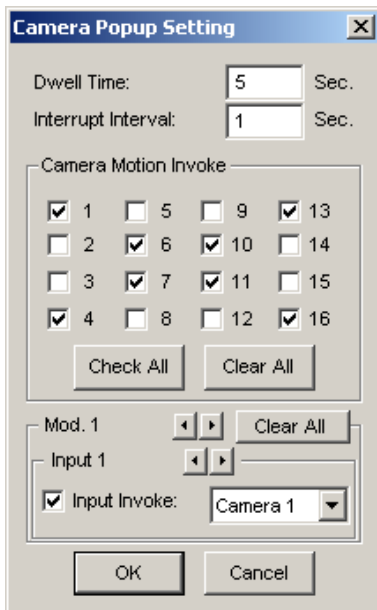 Camera Popup Setting
Dwell Time: 5 Sec.
Interrupt Interval: 1 Sec.
Camera Motion Invoke
1 5 9 13
2 6 10 14
3 7 11 15
4 8 12 16
Check All Clear All
Mod. 1 Clear All
Input 1
Input Invoke: Camera 1
OK Cancel